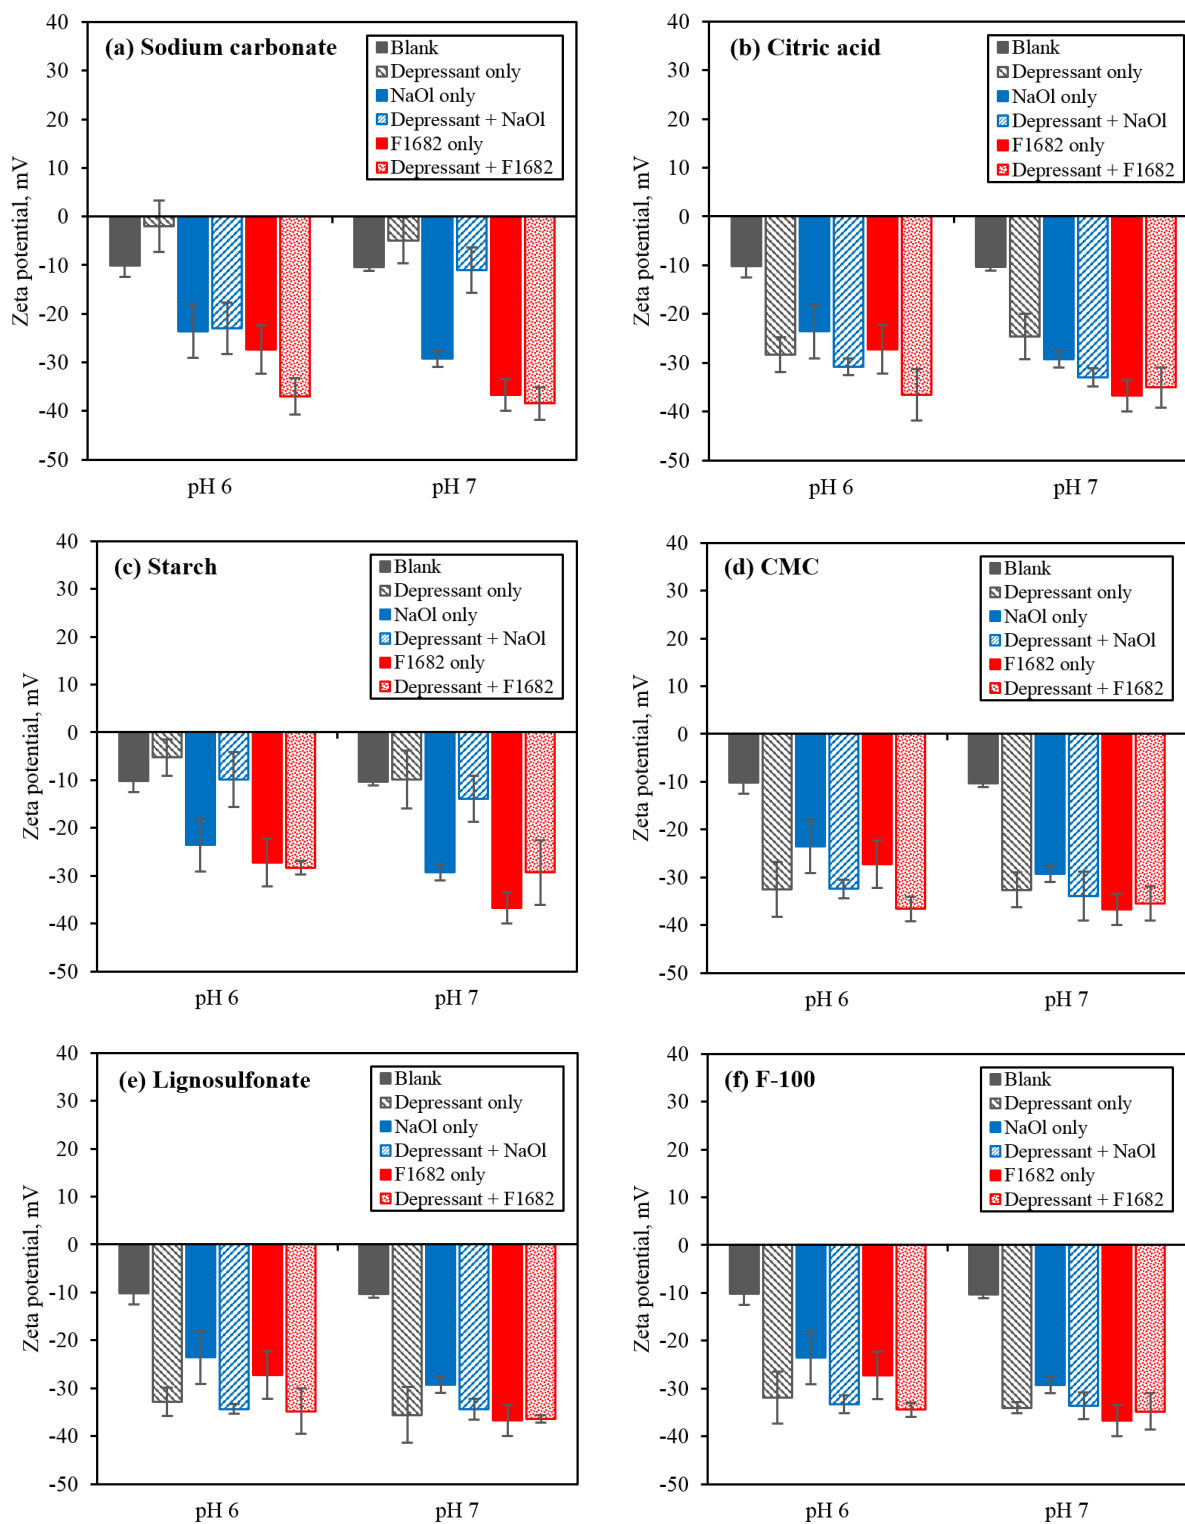 (a) Sodium carbonate
Blank
Depressant only
NaOl only
Depressant + NaOl
F1682 only
Depressant + F1682
Zeta potential, mV
40
30
20
10
0
-10
-20
-30
-40
-50
pH 6
pH 7
(b) Citric acid
Blank
Depressant only
NaOl only
Depressant + NaOl
F1682 only
Depressant + F1682
Zeta potential, mV
40
30
20
10
0
-10
-20
-30
-40
-50
pH 6
pH 7
(c) Starch
Blank
Depressant only
NaOl only
Depressant + NaOl
F1682 only
Depressant + F1682
Zeta potential, mV
40
30
20
10
0
-10
-20
-30
-40
-50
pH 6
pH 7
(d) CMC
Blank
Depressant only
NaOl only
Depressant + NaOl
F1682 only
Depressant + F1682
Zeta potential, mV
40
30
20
10
0
-10
-20
-30
-40
-50
pH 6
pH 7
(e) Lignosulfonate
Blank
Depressant only
NaOl only
Depressant + NaOl
F1682 only
Depressant + F1682
Zeta potential, mV
40
30
20
10
0
-10
-20
-30
-40
-50
pH 6
pH 7
(f) F-100
Blank
Depressant only
NaOl only
Depressant + NaOl
F1682 only
Depressant + F1682
Zeta potential, mV
40
30
20
10
0
-10
-20
-30
-40
-50
pH 6
pH 7